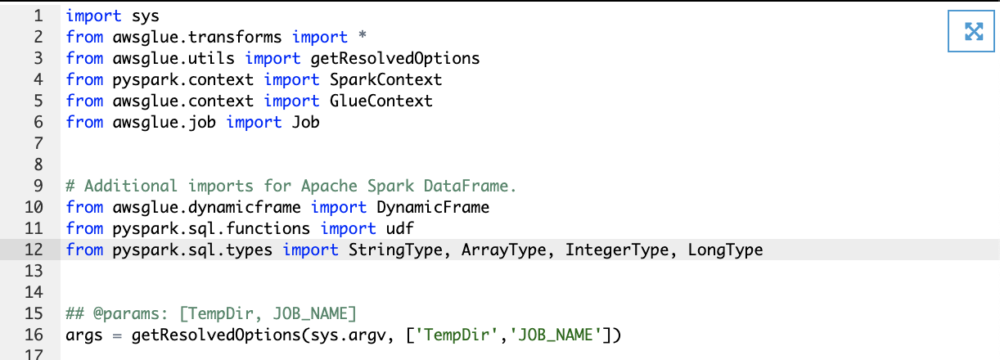 1 import sys
2 from awsglue.transforms import *
3 from awsglue.utils import getResolvedOptions
4 from pyspark.context import SparkContext
5 from awsglue.context import GlueContext
6 from awsglue.job import Job
7
8
9 # Additional imports for Apache Spark DataFrame.
10 from awsglue.dynamicframe import DynamicFrame
11 from pyspark.sql.functions import udf
12 from pyspark.sql.types import StringType, ArrayType, IntegerType, LongType
13
14
15 ## @params: [TempDir, JOB_NAME]
16 args = getResolvedOptions(sys.argv, ['TempDir','JOB_NAME'])
17